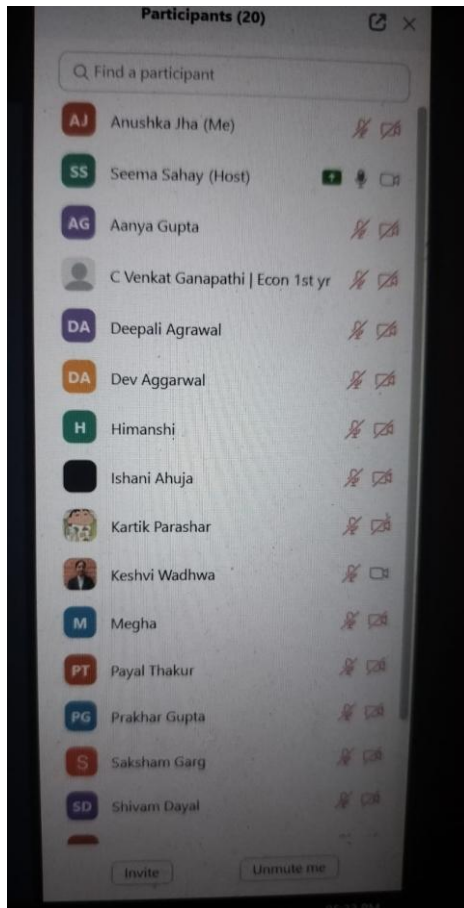 Participants (20)
Find a participant
AJ Anushka Jha (Me)
SS Seema Sahay (Host)
AG Aanya Gupta
C Venkat Ganapathi | Econ 1st yr
DA Deepali Agrawal
DA Dev Aggarwal
H Himanshi
Ishani Ahuja
Kartik Parashar
Keshvi Wadhwa
M Megha
PT Payal Thakur
PG Prakhar Gupta
S Saksham Garg
SD Shivam Dayal
Invite Unmute me